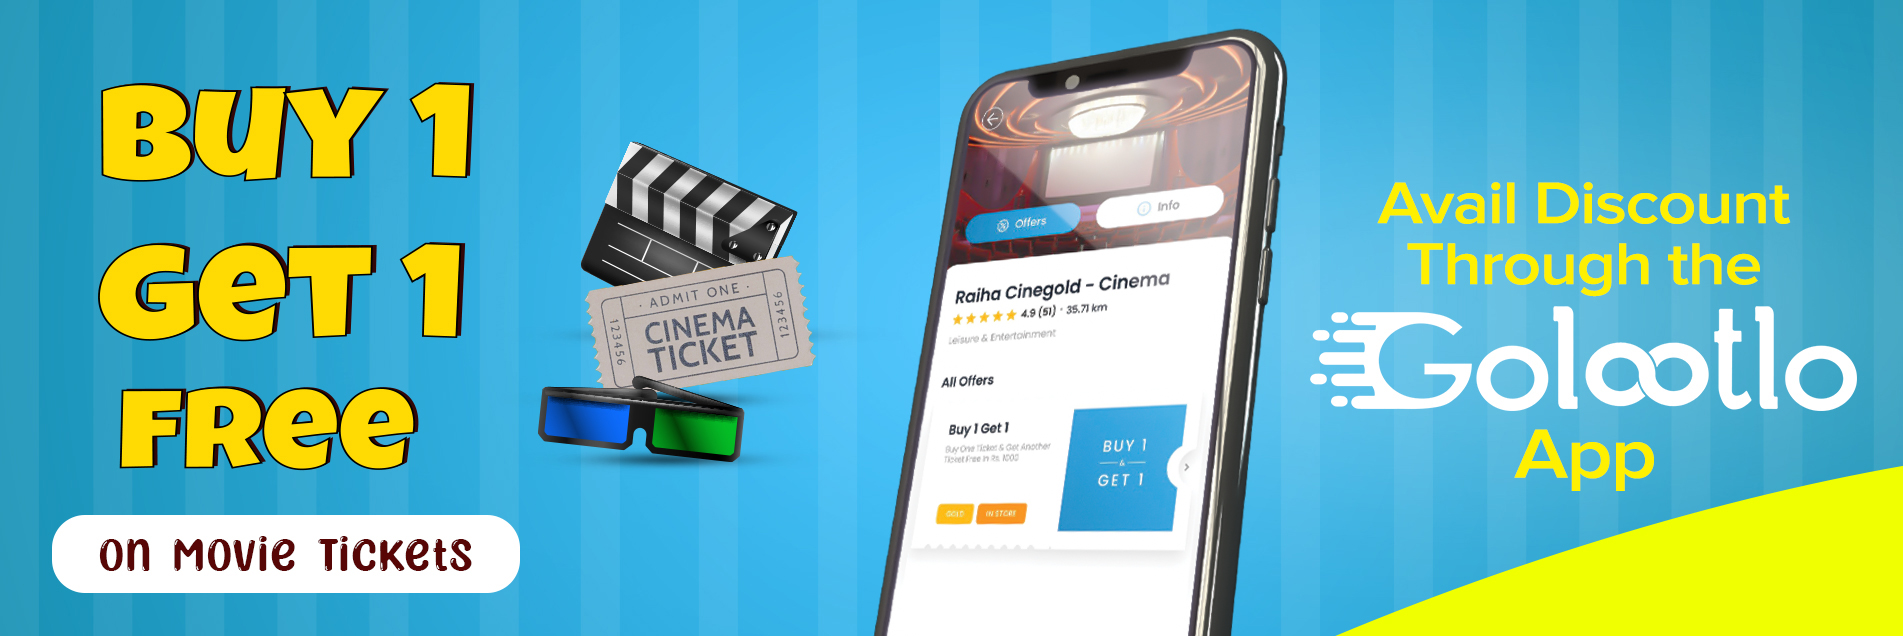 BUY 1
GET 1
FREE
ON MOVIE TICKETS
ADMIT ONE
CINEMA
TICKET
123456
123456
Offers
Info
Raiha Cinegold - Cinema
4.9 (51) • 35.71 km
Leisure & Entertainment
All Offers
Buy 1 Get 1
Buy One Ticket & Get Another
Ticket Free in Rs. 1000
GOLD
IN STORE
BUY 1
&
GET 1
Avail Discount
Through the
Golootlo
App